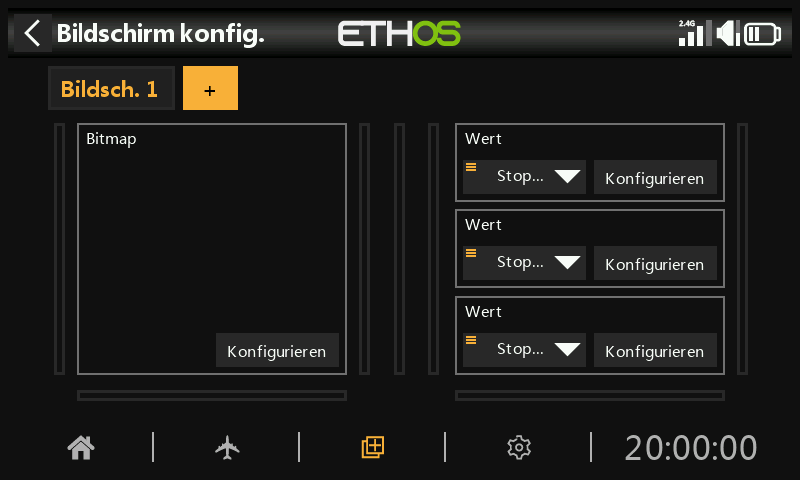 Bildschirm konfig.
ETHOS
2.4G
Bildsch. 1
+
Bitmap
Konfigurieren
Wert
Stop...
Konfigurieren
Wert
Stop...
Konfigurieren
Wert
Stop...
Konfigurieren
20:00:00